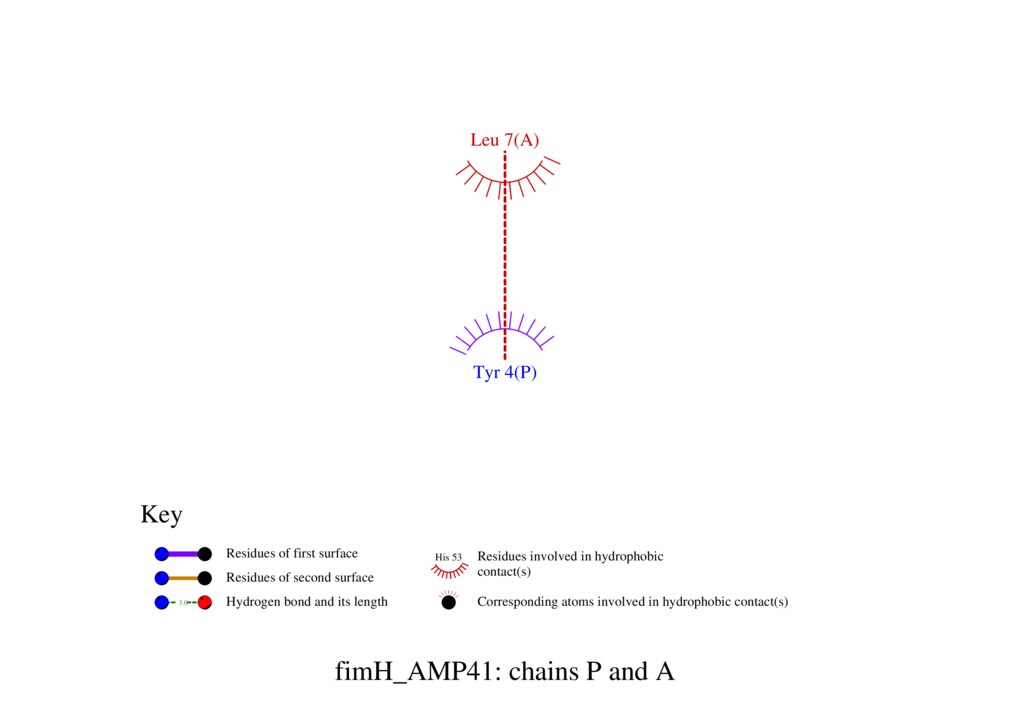 Leu 7(A)
Tyr 4(P)
Key
Residues of first surface
Residues of second surface
3.0
Hydrogen bond and its length
His 53
Residues involved in hydrophobic
contact(s)
Corresponding atoms involved in hydrophobic contact(s)
fimH_AMP41: chains P and A